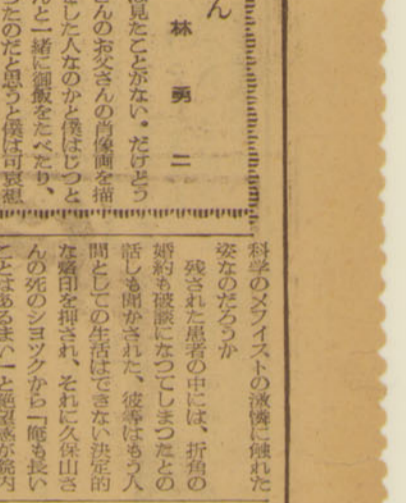 ん
林勇二
は見たことがない。だけどう
さんのお父さんの肖像画を描
した人なのかと僕はじつと
んと一緒に御飯をたべたり、
つたのだと思うと僕は可哀想
科学のメフイストの
に触れた
姿なのだろうか
残された患者の中には、折角の
婚約も破談になつてしまつたとの
話しも聞かされた、彼等はもう人
間としての生活はできない決定的
な烙印を押され、それに久保山さ
んの死のシヨツクから「俺も長い
ことはあるまい」と絶望感が院内